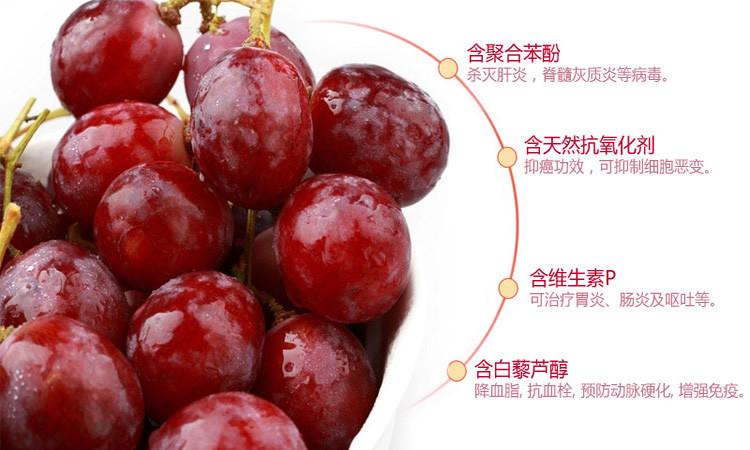 含聚合苯酚
杀灭肝炎，脊髓灰质炎等病毒。
含天然抗氧化剂
抑癌功效，可抑制细胞恶变。
含维生素P
可治疗胃炎、肠炎及呕吐等。
含白藜芦醇
降血脂, 抗血栓, 预防动脉硬化, 增强免疫。